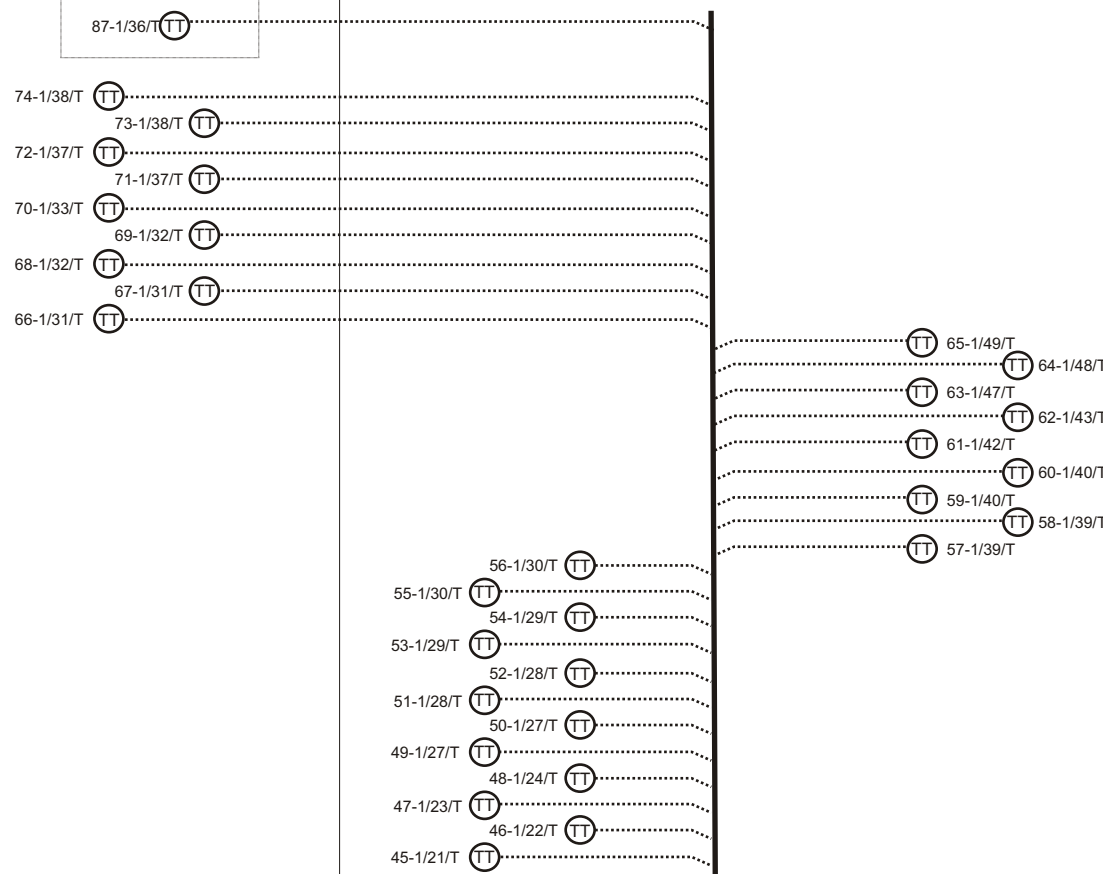 87-1/36/T TT
74-1/38/T TT
73-1/38/T TT
72-1/37/T TT
71-1/37/T TT
70-1/33/T TT
69-1/32/T TT
68-1/32/T TT
67-1/31/T TT
66-1/31/T TT
TT 65-1/49/T
TT 64-1/48/T
TT 63-1/47/T
TT 62-1/43/T
TT 61-1/42/T
TT 60-1/40/T
TT 59-1/40/T
TT 58-1/39/T
TT 57-1/39/T
56-1/30/T TT
55-1/30/T TT
54-1/29/T TT
53-1/29/T TT
52-1/28/T TT
51-1/28/T TT
50-1/27/T TT
49-1/27/T TT
48-1/24/T TT
47-1/23/T TT
46-1/22/T TT
45-1/21/T TT